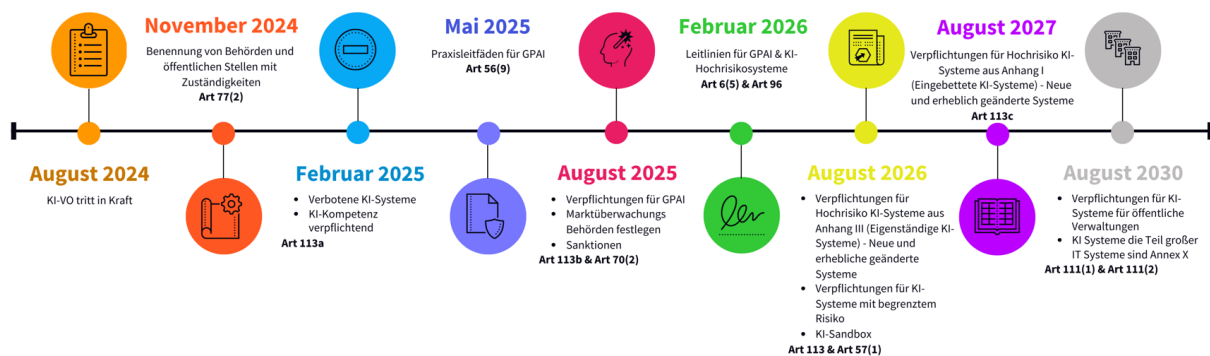 August 2024
KI-VO tritt in Kraft
November 2024
Benennung von Behörden und
öffentlichen Stellen mit
Zuständigkeiten
Art 77(2)
Februar 2025
• Verbotene KI-Systeme
• KI-Kompetenz
verpflichtend
Art 113a
Mai 2025
Praxisleitfäden für GPAI
Art 56(9)
August 2025
• Verpflichtungen für GPAI
• Marktüberwachungs
Behörden festlegen
• Sanktionen
Art 113b & Art 70(2)
Februar 2026
Leitlinien für GPAI & KI-
Hochrisikosysteme
Art 6(5) & Art 96
August 2026
• Verpflichtungen für
Hochrisiko KI-Systeme aus
Anhang III (Eigenständige KI-
Systeme) - Neue und
erhebliche geänderte
Systeme
• Verpflichtungen für KI-
Systeme mit begrenztem
Risiko
• KI-Sandbox
Art 113 & Art 57(1)
August 2027
Verpflichtungen für Hochrisiko KI-
Systeme aus Anhang I
(Eingebettete KI-Systeme) - Neue
und erheblich geänderte Systeme
Art 113c
August 2030
• Verpflichtungen für KI-
Systeme für öffentliche
Verwaltungen
• KI Systeme die Teil großer
IT Systeme sind Annex X
Art 111(1) & Art 111(2)